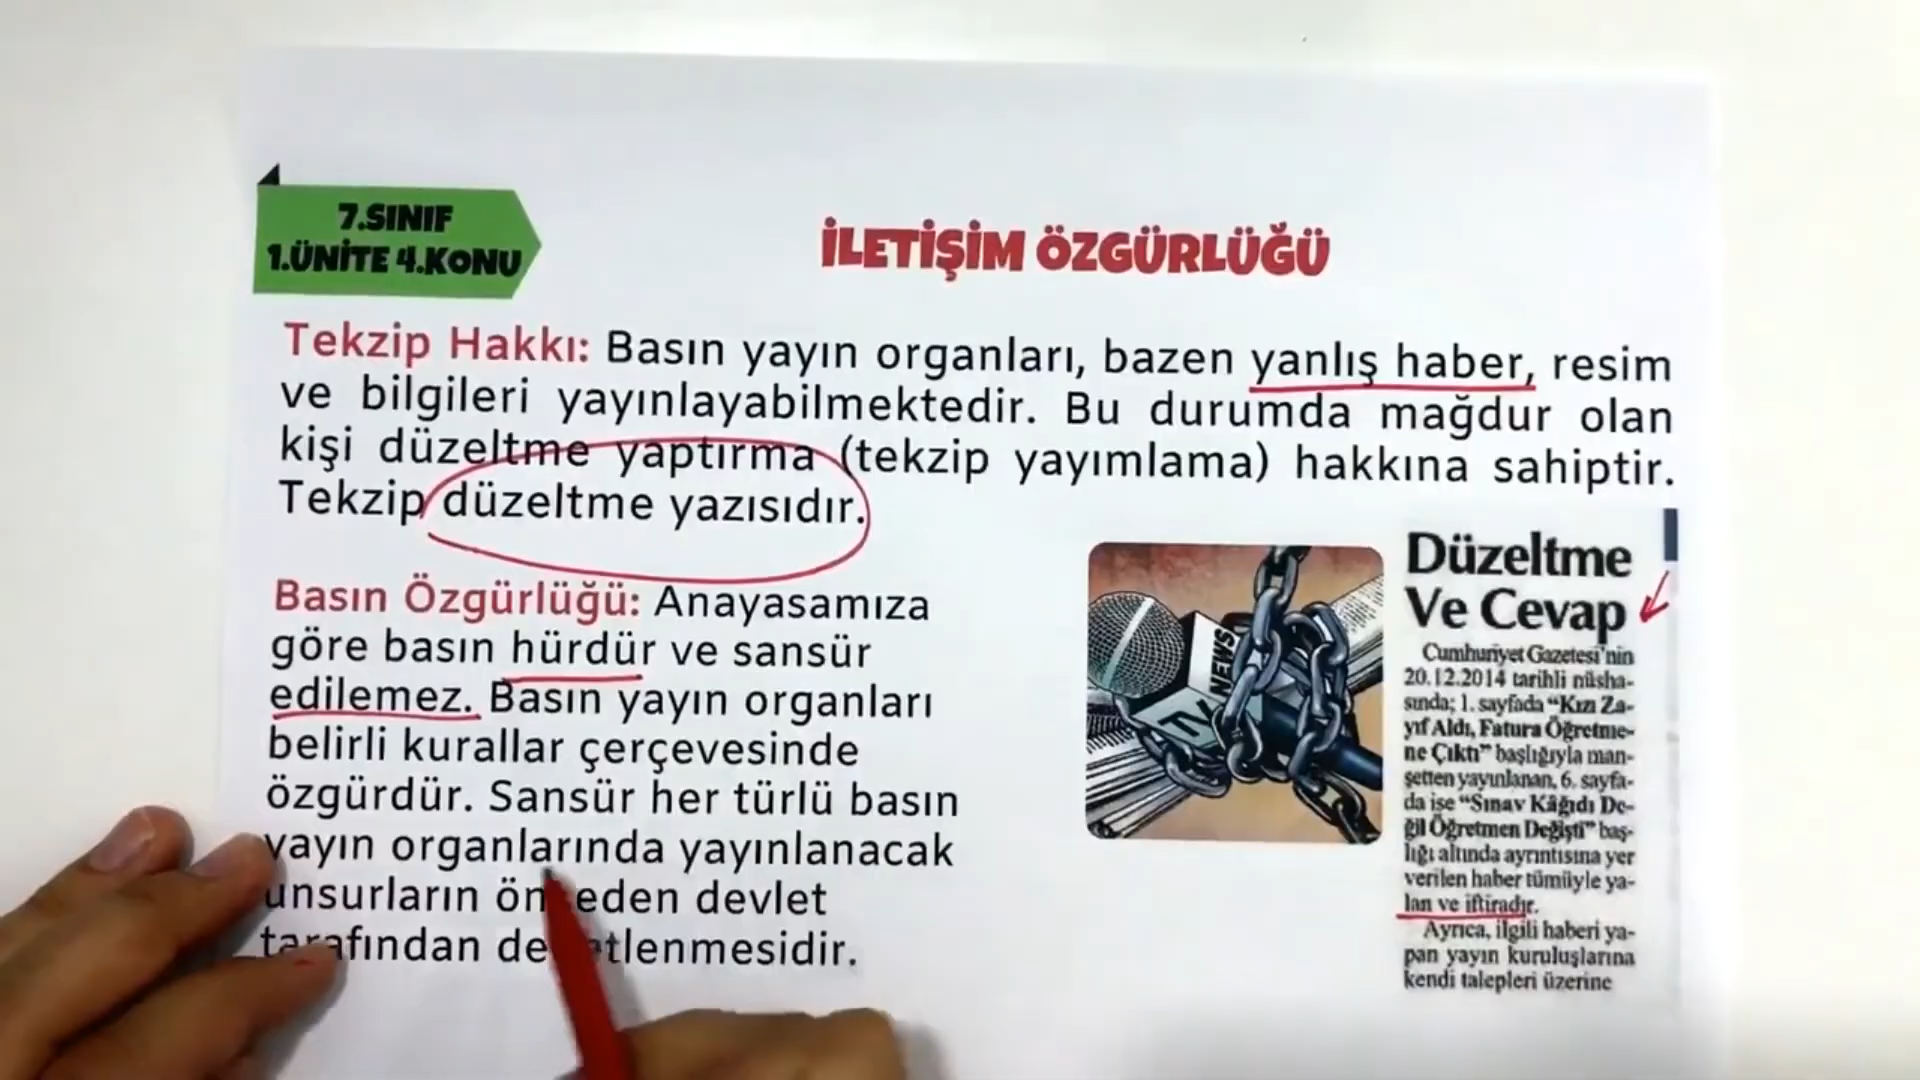 7.SINIF
1.ÜNİTE 4.KONU
İLETİŞİM ÖZGÜRLÜĞÜ
Tekzip Hakkı: Basın yayın organları, bazen yanlış haber, resim
ve bilgileri yayınlayabilmektedir. Bu durumda mağdur olan
kişi düzeltme yaptırma (tekzip yayımlama) hakkına sahiptir.
Tekzip düzeltme yazısıdır.
Basın Özgürlüğü: Anayasamıza
göre basın hürdür ve sansür
edilemez. Basın yayın organları
belirli kurallar çerçevesinde
özgürdür. Sansür her türlü basın
yayın organlarında yayınlanacak
unsurların devlet
tarafından
NEWS
TV
Düzeltme
Ve Cevap
Cumhuriyet Gazetesi'nin
20.12.2014 tarihli nüsha-
sında; 1. sayfada "Kızı Za-
yıf Aldı, Fatura Öğretme-
ne Çıktı" başlığıyla man-
şetten yayınlanan, 6. sayfa-
da ise "Sınav Kâğıdı De-
ğil Öğretmen Değişti" baş-
lığı altında ayrıntısına yer
verilen haber tümüyle ya-
lan ve iftiradır.
Ayrıca, ilgili haberi ya-
pan yayın kuruluşlarına
kendi talepleri üzerine